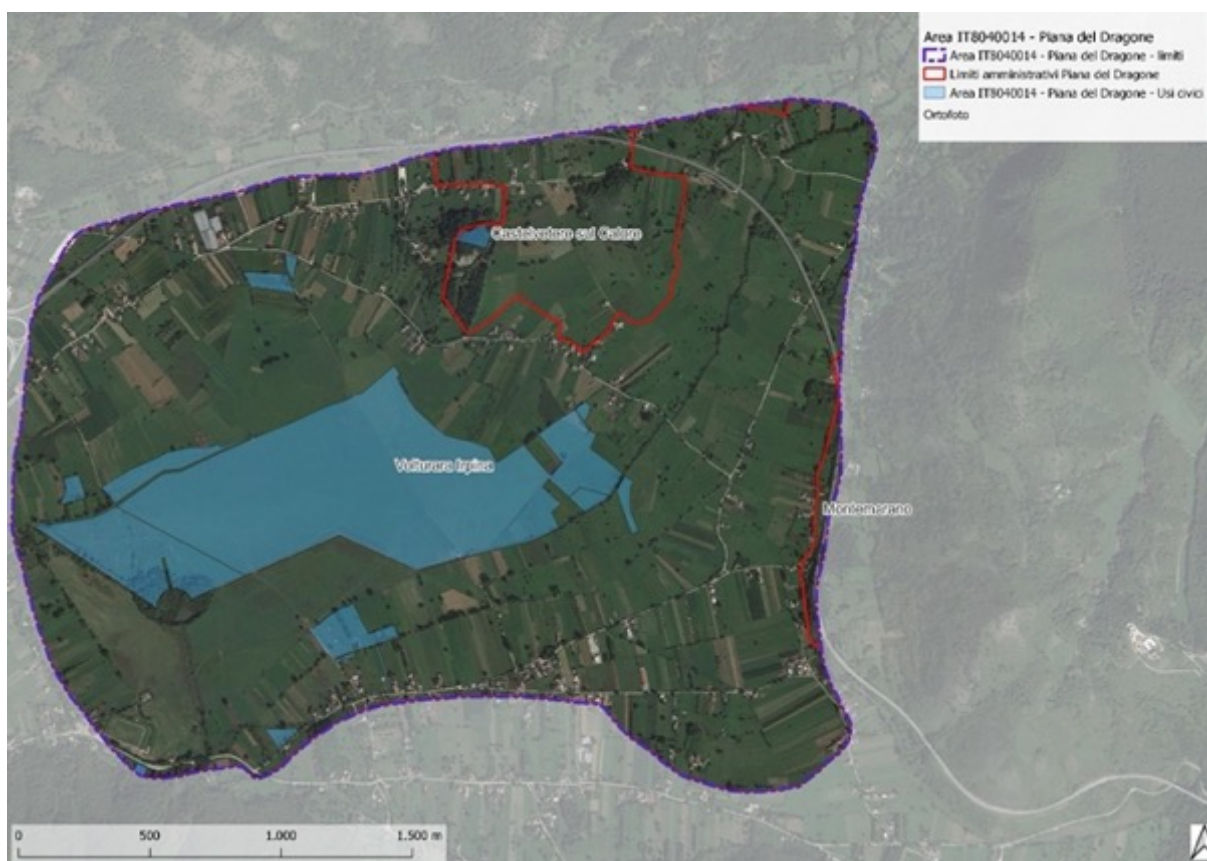 Area IT8040014 - Piana del Dragone
Area IT8040014 - Piana del Dragone - limiti
Limiti amministrativi Piana del Dragone
Area IT8040014 - Piana del Dragone - Usi civici
Ortofoto
Castelvetere sul Calore
Volturara Irpina
Montemarano
0 500 1.000 1.500 m